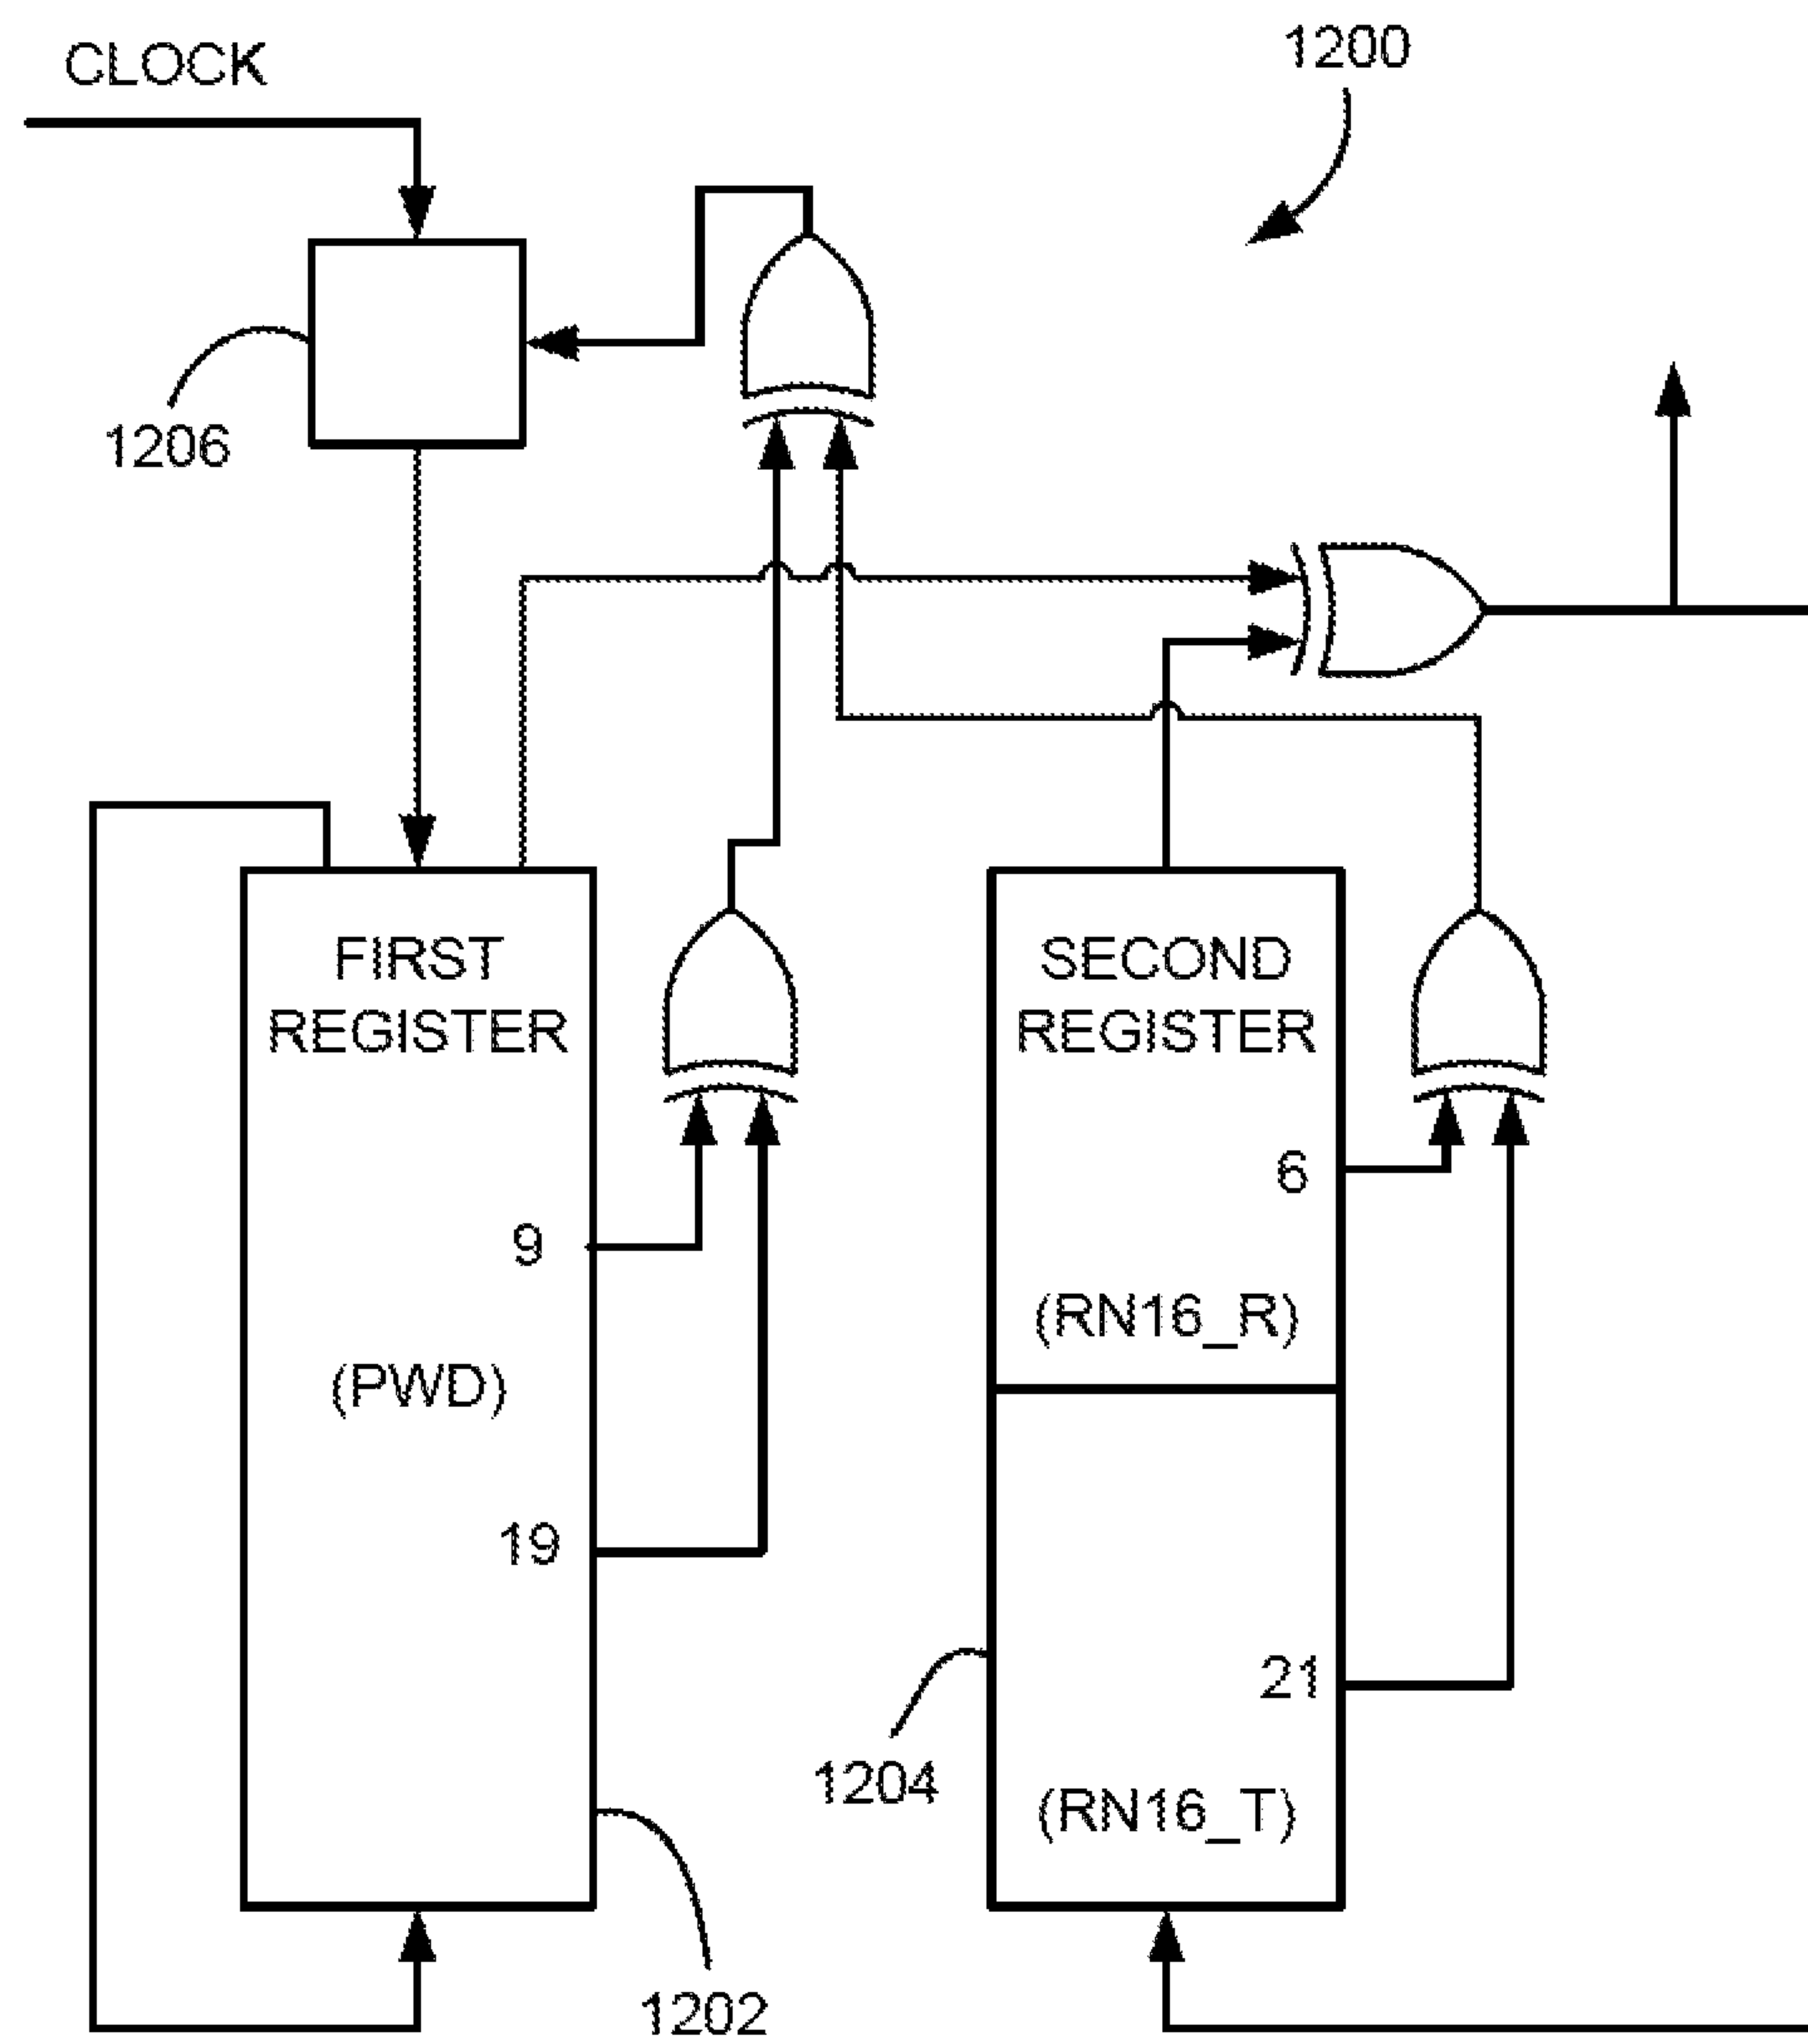 1200
CLOCK
1206
FIRST
REGISTER
9
(PWD)
19
1202
SECOND
REGISTER
6
(RN16_R)
21
1204
(RN16_T)